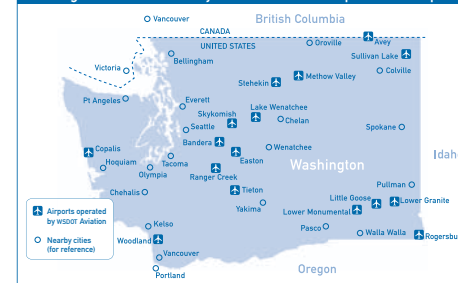 Vancouver
British Columbia
CANADA
UNITED STATES
Oroville
Avey
Sullivan Lake
Bellingham
Victoria
Colville
Methow Valley
Stehekin
Pt Angeles
Everett
Lake Wenatchee
Skykomish
Chelan
Seattle
Spokane
Bandera
Wenatchee
Copalis
Easton
Idah
Hoquiam
Tacoma
Washington
Olympia
Ranger Creek
Pullman
Chehalis
Tieton
Little Goose
Lower Granite
Yakima
Lower Monumental
Airports operated
by WSDOT Aviation
Nearby cities
(for reference)
Kelso
Pasco
Walla Walla
Rogersbu
Woodland
Vancouver
Oregon
Portland